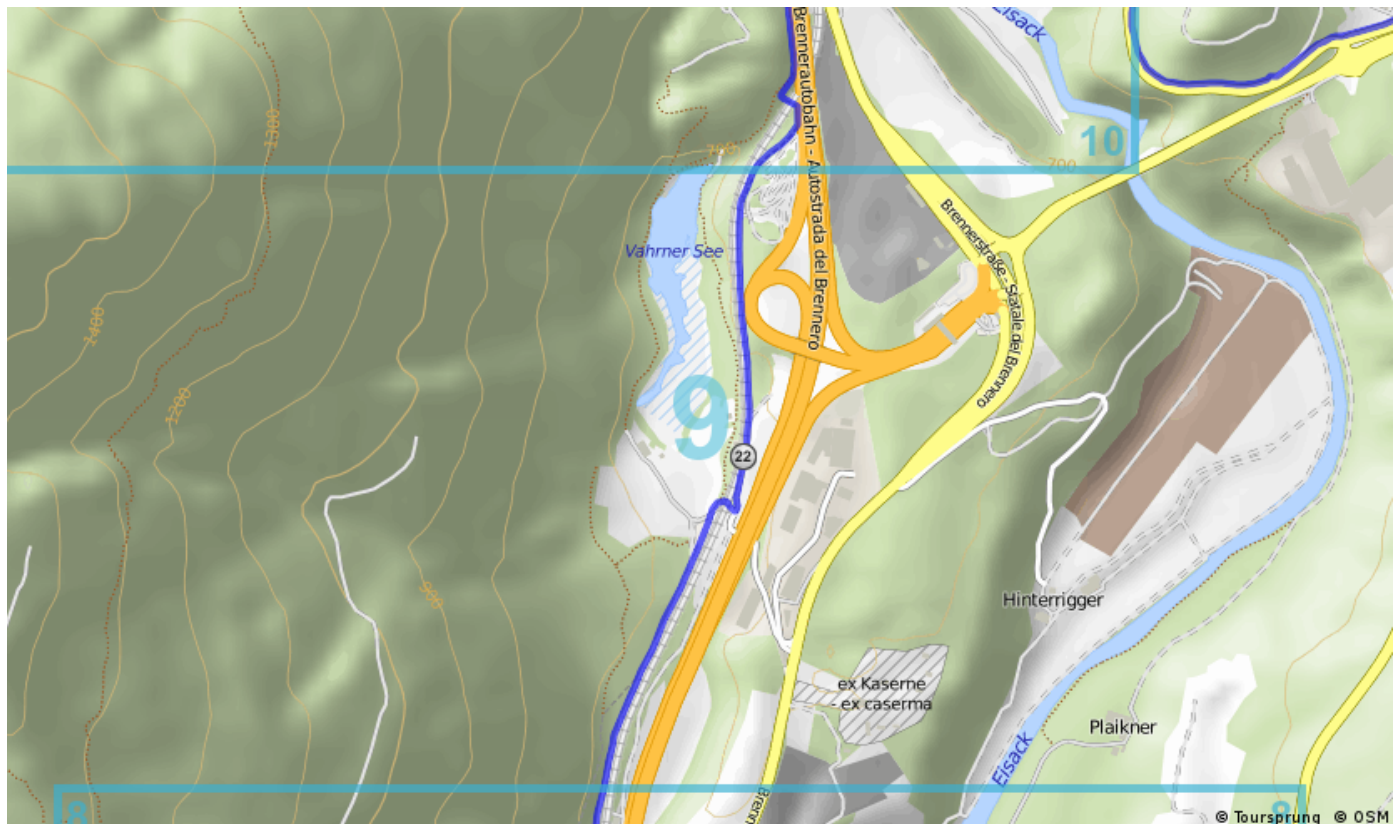 Eisack
Brennerautobahn - Autostrada del Brennero
1300
700
10
700
Brennerstraße - Statale del Brennero
Vahrner See
1400
9
1200
22
900
Hinterrigger
ex Kaserne
- ex caserma
Plaikner
Eisack
Brenn
8
8
© Toursprung © OSM